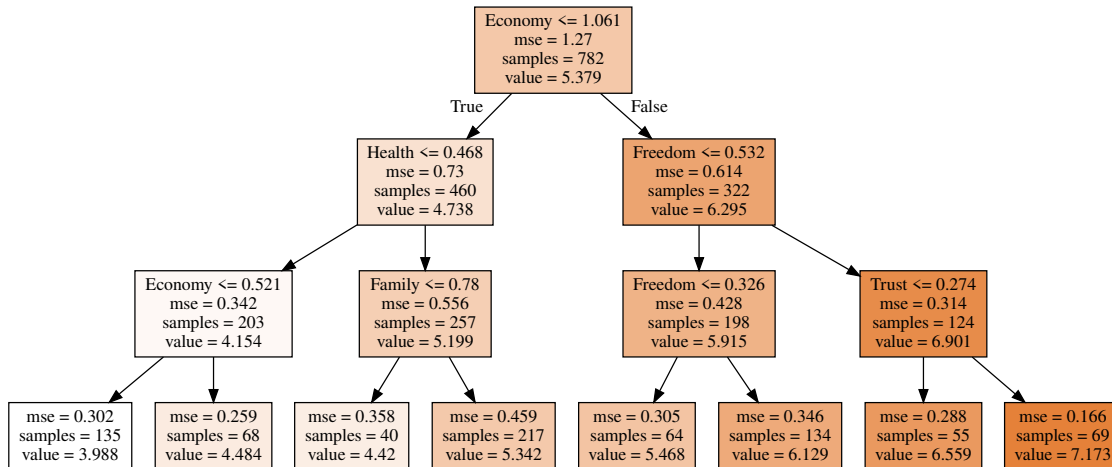 Economy <= 1.061
mse = 1.27
samples = 782
value = 5.379
True
False
Health <= 0.468
mse = 0.73
samples = 460
value = 4.738
Freedom <= 0.532
mse = 0.614
samples = 322
value = 6.295
Economy <= 0.521
mse = 0.342
samples = 203
value = 4.154
Family <= 0.78
mse = 0.556
samples = 257
value = 5.199
Freedom <= 0.326
mse = 0.428
samples = 198
value = 5.915
Trust <= 0.274
mse = 0.314
samples = 124
value = 6.901
mse = 0.302
samples = 135
value = 3.988
mse = 0.259
samples = 68
value = 4.484
mse = 0.358
samples = 40
value = 4.42
mse = 0.459
samples = 217
value = 5.342
mse = 0.305
samples = 64
value = 5.468
mse = 0.346
samples = 134
value = 6.129
mse = 0.288
samples = 55
value = 6.559
mse = 0.166
samples = 69
value = 7.173